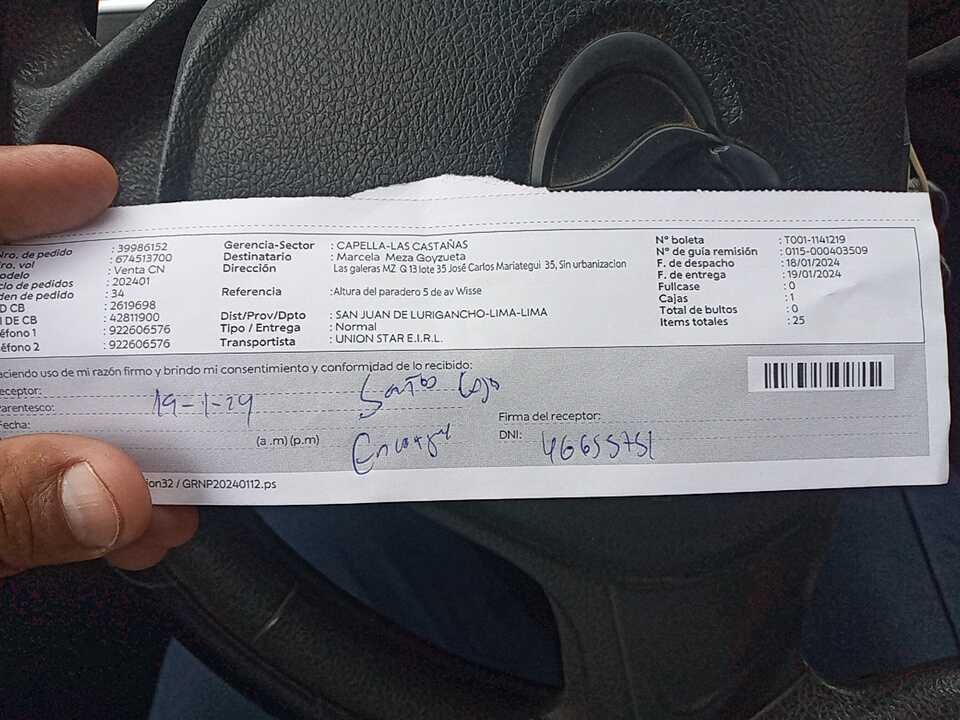 Nro. de pedido : 39986152
ro. vol : 674513700
odelo : Venta CN
clo de pedidos : 202401
den de pedido : 34
D CB : 2619698
I DE CB : 42811900
éfono 1 : 922606576
éfono 2 : 922606576
Gerencia-Sector : CAPELLA-LAS CASTAÑAS
Destinatario : Marcela Meza Goyzueta
Dirección Las galeras MZ G 13 lote 35 José Carlos Mariategui 35, Sin urbanizacion
Referencia :Altura del paradero 5 de av Wisse
Dist/Prov/Dpto : SAN JUAN DE LURIGANCHO-LIMA-LIMA
Tipo / Entrega : Normal
Transportista : UNION STAR E.I.R.L.
N° boleta : T001-1141219
N° de guía remisión : 0115-000403509
F. de despacho : 18/01/2024
F. de entrega : 19/01/2024
Fullcase : 0
Cajas : 1
Total de bultos : 0
Items totales : 25
aciendo uso de mi razón firmo y brindo mi consentimiento y conformidad de lo recibido:
eceptor:
arentesco: 19-1-24
Fecha:
(a .m) (p.m)
Firma del receptor:
DNI: 46655751
ion32 / GRNP20240112.ps